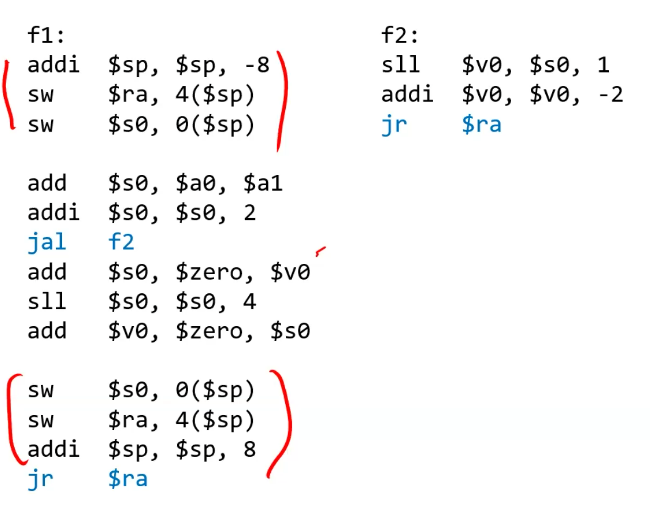 f1:
addi $sp, $sp, -8
sw $ra, 4($sp)
sw $s0, 0($sp)
add $s0, $a0, $a1
addi $s0, $s0, 2
jal f2
add $s0, $zero, $v0
sll $s0, $s0, 4
add $v0, $zero, $s0
sw $s0, 0($sp)
sw $ra, 4($sp)
addi $sp, $sp, 8
jr $ra
f2:
sll $v0, $s0, 1
addi $v0, $v0, -2
jr $ra